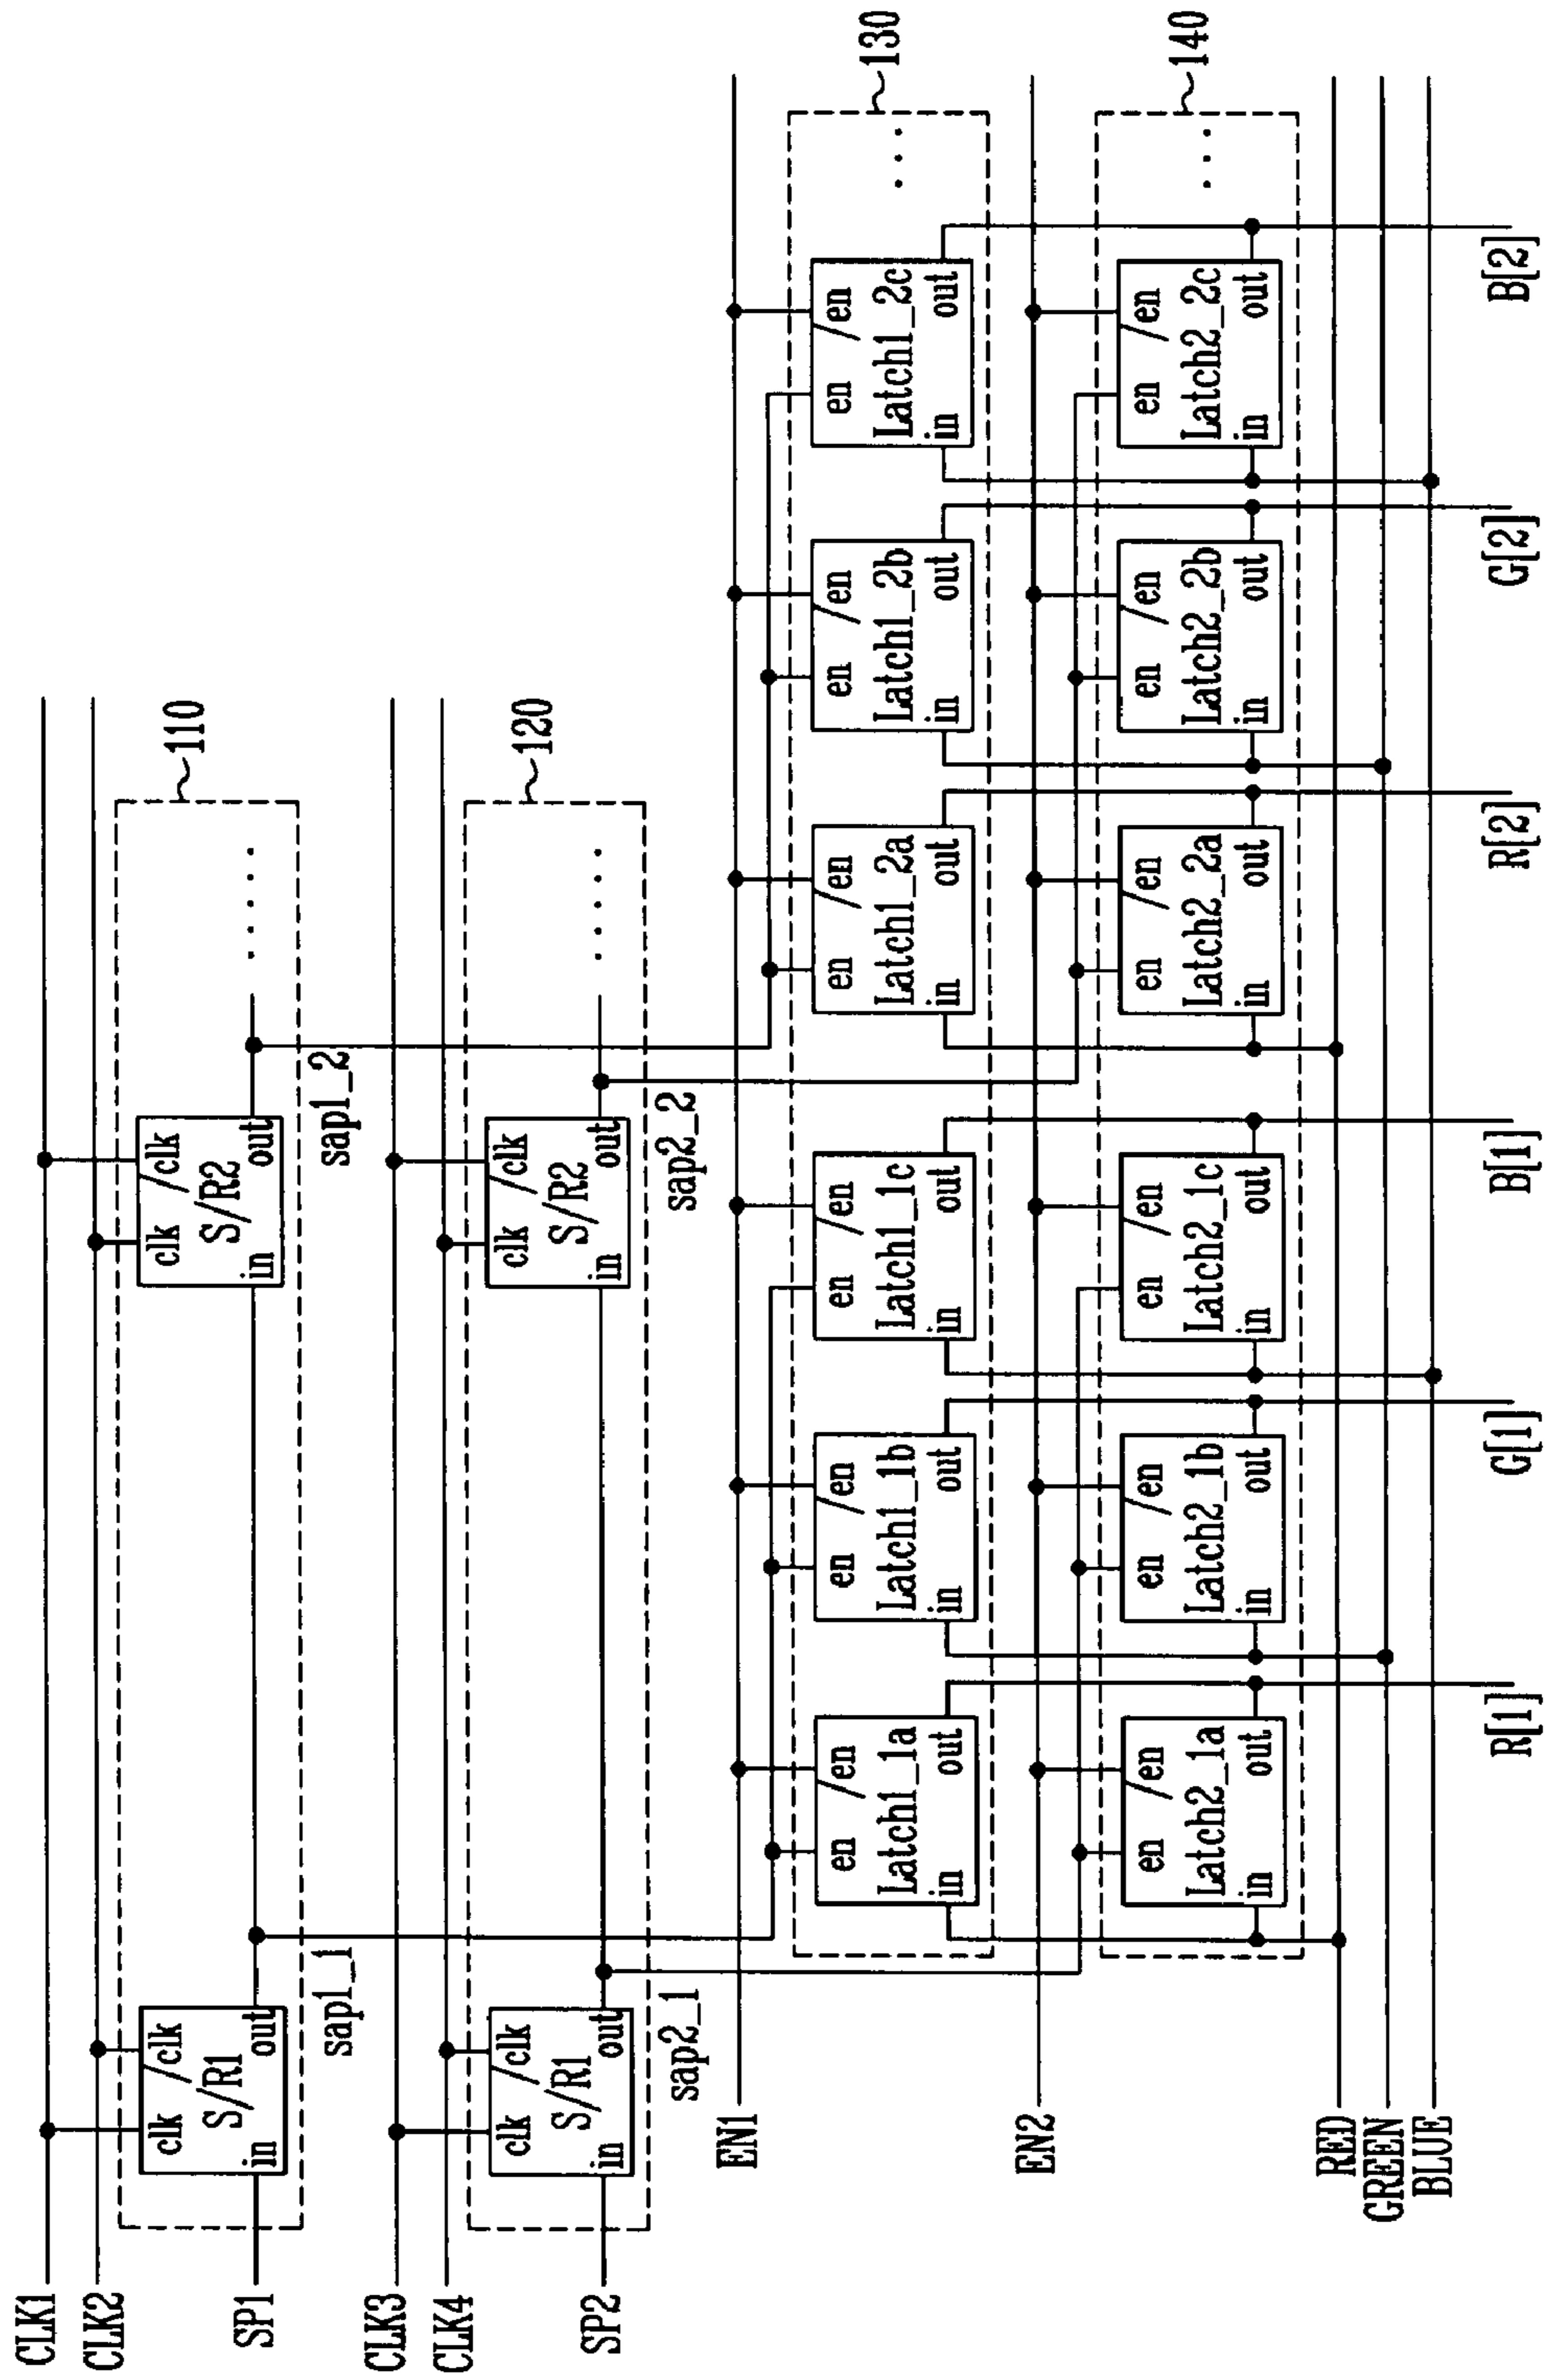 CLK1
CLK2
SP1
clk /clk
S/R1
in out
sap1_1
clk /clk
S/R2
in out
sap1_2
110
CLK3
CLK4
SP2
clk /clk
S/R1
in out
sap2_1
clk /clk
S/R2
in out
sap2_2
120
EN1
en /en
Latch1_1a
in out
en /en
Latch1_1b
in out
en /en
Latch1_1c
in out
en /en
Latch1_2a
in out
en /en
Latch1_2b
in out
en /en
Latch1_2c
in out
130
EN2
en /en
Latch2_1a
in out
en /en
Latch2_1b
in out
en /en
Latch2_1c
in out
en /en
Latch2_2a
in out
en /en
Latch2_2b
in out
en /en
Latch2_2c
in out
140
RED
GREEN
BLUE
R[1]
G[1]
B[1]
R[2]
G[2]
B[2]